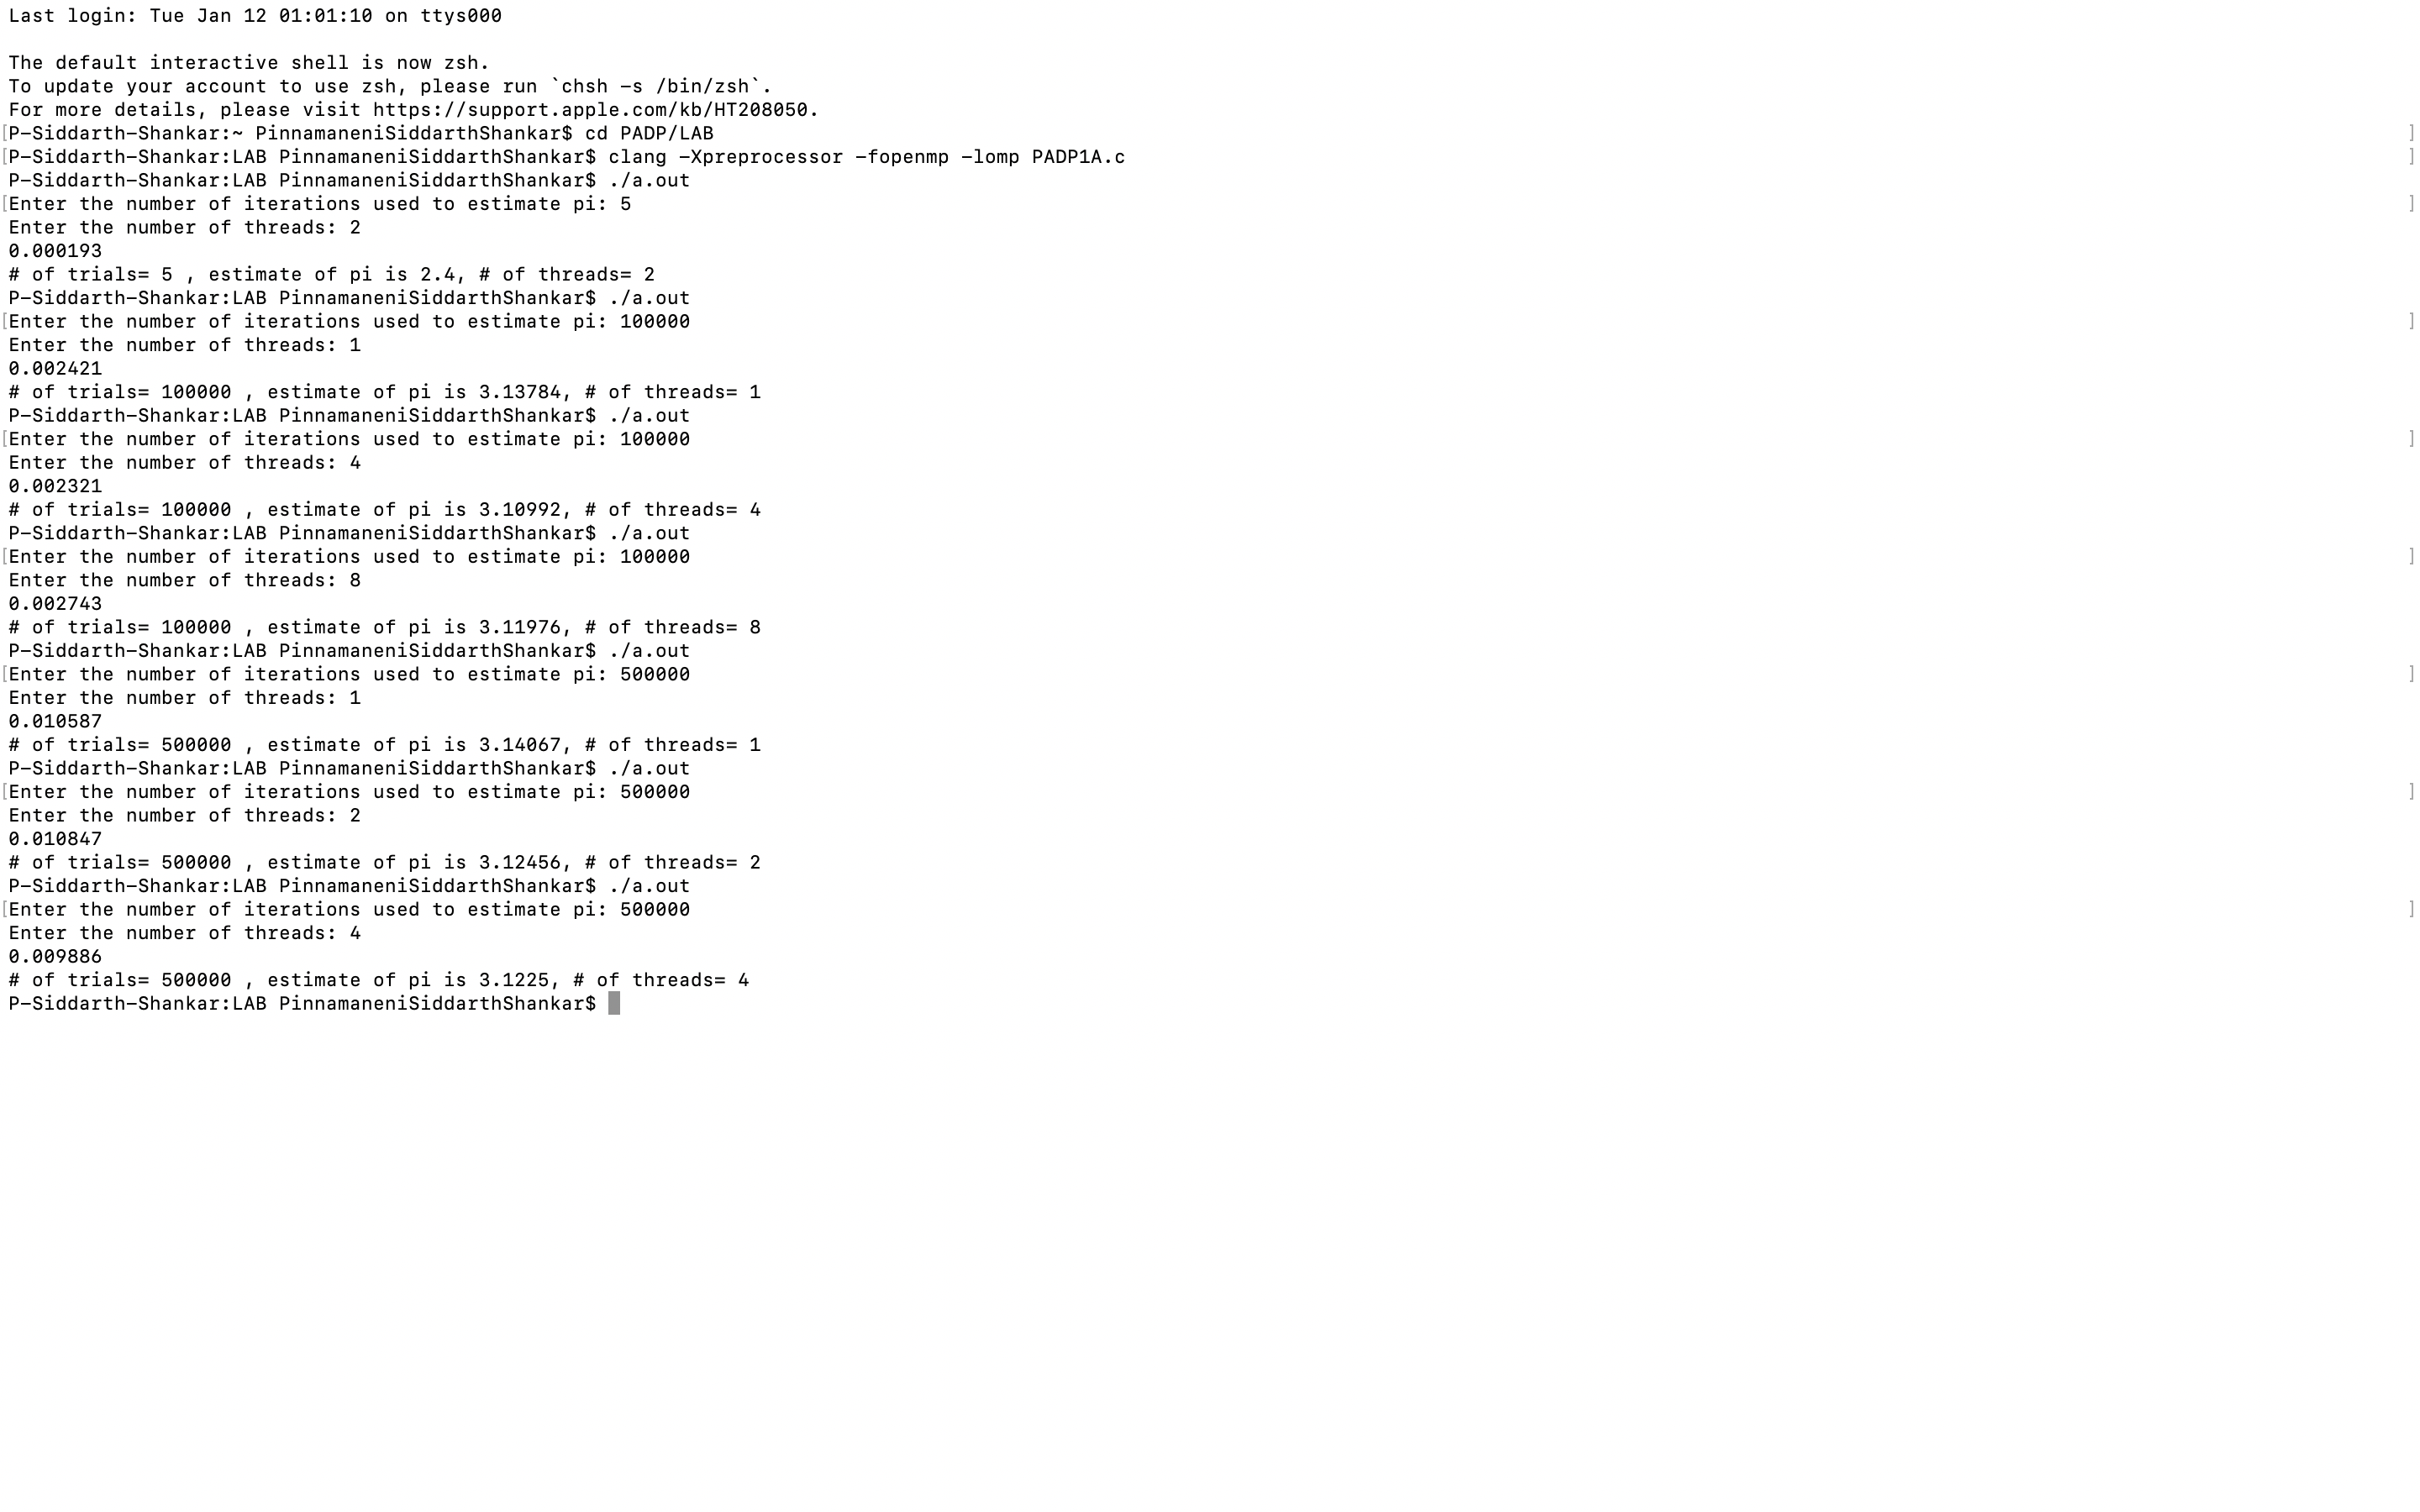 Last login: Tue Jan 12 01:01:10 on ttys000
The default interactive shell is now zsh.
To update your account to use zsh, please run `chsh -s /bin/zsh`.
For more details, please visit https://support.apple.com/kb/HT208050.
[P-Siddarth-Shankar:~ PinnamaneniSiddarthShankar$ cd PADP/LAB ]
[P-Siddarth-Shankar:LAB PinnamaneniSiddarthShankar$ clang -Xpreprocessor -fopenmp -lomp PADP1A.c ]
P-Siddarth-Shankar:LAB PinnamaneniSiddarthShankar$ ./a.out
[Enter the number of iterations used to estimate pi: 5 ]
Enter the number of threads: 2
0.000193
# of trials= 5 , estimate of pi is 2.4, # of threads= 2
P-Siddarth-Shankar:LAB PinnamaneniSiddarthShankar$ ./a.out
[Enter the number of iterations used to estimate pi: 100000 ]
Enter the number of threads: 1
0.002421
# of trials= 100000 , estimate of pi is 3.13784, # of threads= 1
P-Siddarth-Shankar:LAB PinnamaneniSiddarthShankar$ ./a.out
[Enter the number of iterations used to estimate pi: 100000 ]
Enter the number of threads: 4
0.002321
# of trials= 100000 , estimate of pi is 3.10992, # of threads= 4
P-Siddarth-Shankar:LAB PinnamaneniSiddarthShankar$ ./a.out
[Enter the number of iterations used to estimate pi: 100000 ]
Enter the number of threads: 8
0.002743
# of trials= 100000 , estimate of pi is 3.11976, # of threads= 8
P-Siddarth-Shankar:LAB PinnamaneniSiddarthShankar$ ./a.out
[Enter the number of iterations used to estimate pi: 500000 ]
Enter the number of threads: 1
0.010587
# of trials= 500000 , estimate of pi is 3.14067, # of threads= 1
P-Siddarth-Shankar:LAB PinnamaneniSiddarthShankar$ ./a.out
[Enter the number of iterations used to estimate pi: 500000 ]
Enter the number of threads: 2
0.010847
# of trials= 500000 , estimate of pi is 3.12456, # of threads= 2
P-Siddarth-Shankar:LAB PinnamaneniSiddarthShankar$ ./a.out
[Enter the number of iterations used to estimate pi: 500000 ]
Enter the number of threads: 4
0.009886
# of trials= 500000 , estimate of pi is 3.1225, # of threads= 4
P-Siddarth-Shankar:LAB PinnamaneniSiddarthShankar$